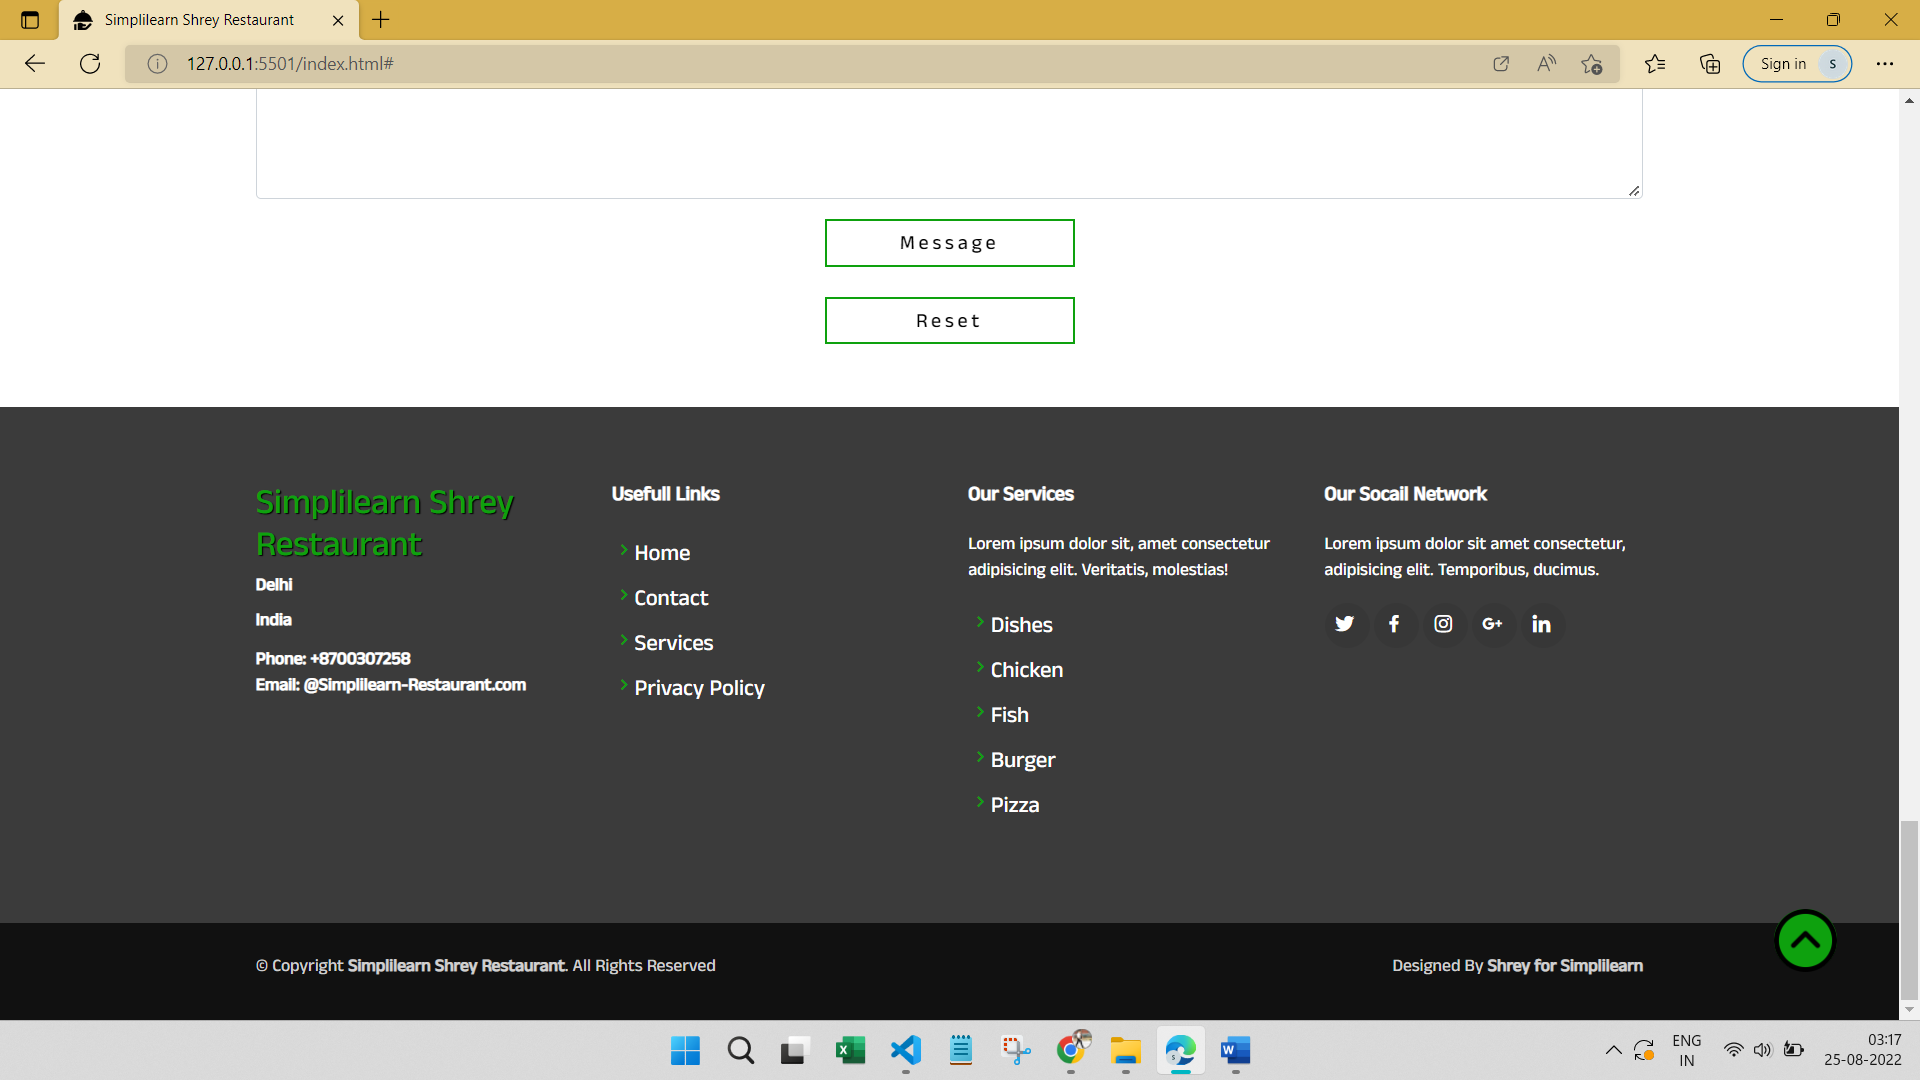 Simplilearn Shrey Restaurant
127.0.0.1:5501/index.html#
Sign in
S
Message
Reset
Simplilearn Shrey
Restaurant
Delhi
India
Phone: +8700307258
Email: @Simplilearn-Restaurant.com
Usefull Links
Home
Contact
Services
Privacy Policy
Our Services
Lorem ipsum dolor sit, amet consectetur
adipisicing elit. Veritatis, molestias!
Dishes
Chicken
Fish
Burger
Pizza
Our Socail Network
Lorem ipsum dolor sit amet consectetur,
adipisicing elit. Temporibus, ducimus.
© Copyright Simplilearn Shrey Restaurant. All Rights Reserved
Designed By Shrey for Simplilearn
ENG
IN
03:17
25-08-2022